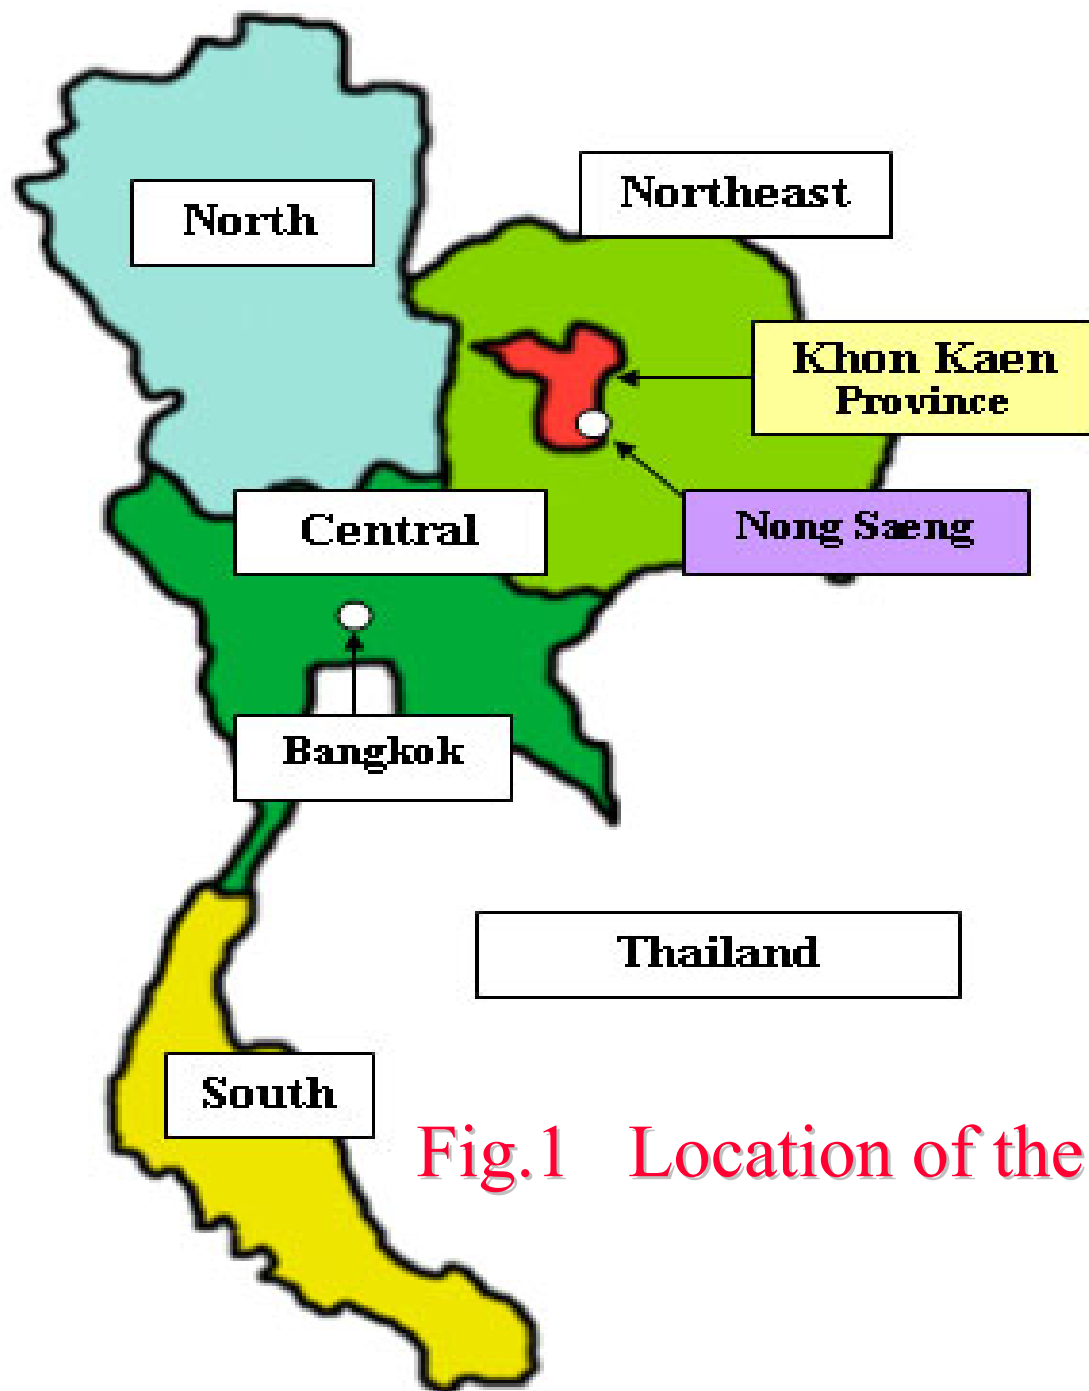 North
Northeast
Khon Kaen
Province
Central
Nong Saeng
Bangkok
Thailand
South
Fig.1 Location of the